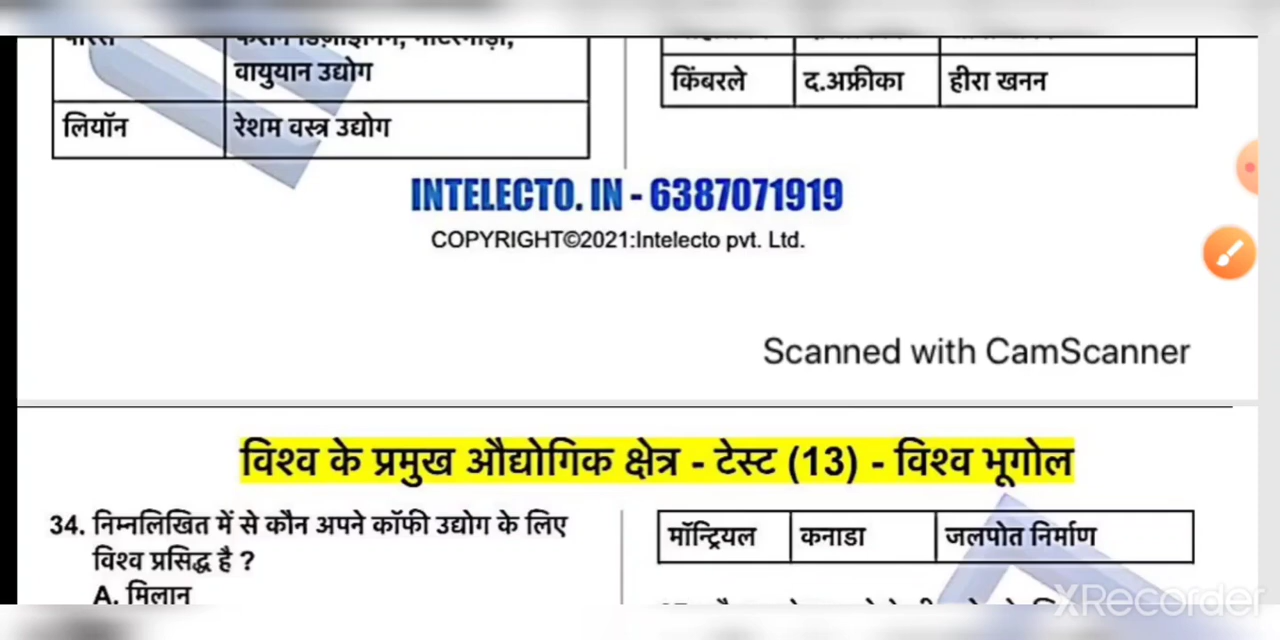 वायुयान उद्योग
लियॉन रेशम वस्त्र उद्योग
किंबरले द.अफ्रीका हीरा खनन
INTELECTO. IN - 6387071919
COPYRIGHT©2021:Intelecto pvt. Ltd.
Scanned with CamScanner
विश्व के प्रमुख औद्योगिक क्षेत्र - टेस्ट (13) - विश्व भूगोल
34. निम्नलिखित में से कौन अपने कॉफी उद्योग के लिए
विश्व प्रसिद्ध है ?
A. मिलान
मॉन्ट्रियल कनाडा जलपोत निर्माण
XRecorder